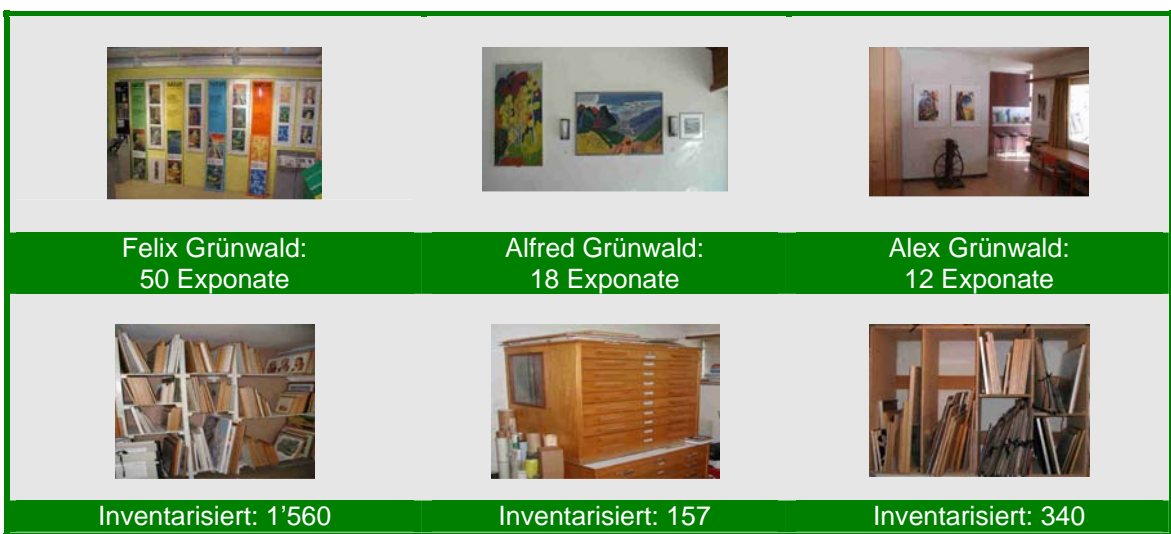 Felix Grünwald:
50 Exponate
Alfred Grünwald:
18 Exponate
Alex Grünwald:
12 Exponate
Inventarisiert: 1’560
Inventarisiert: 157
Inventarisiert: 340